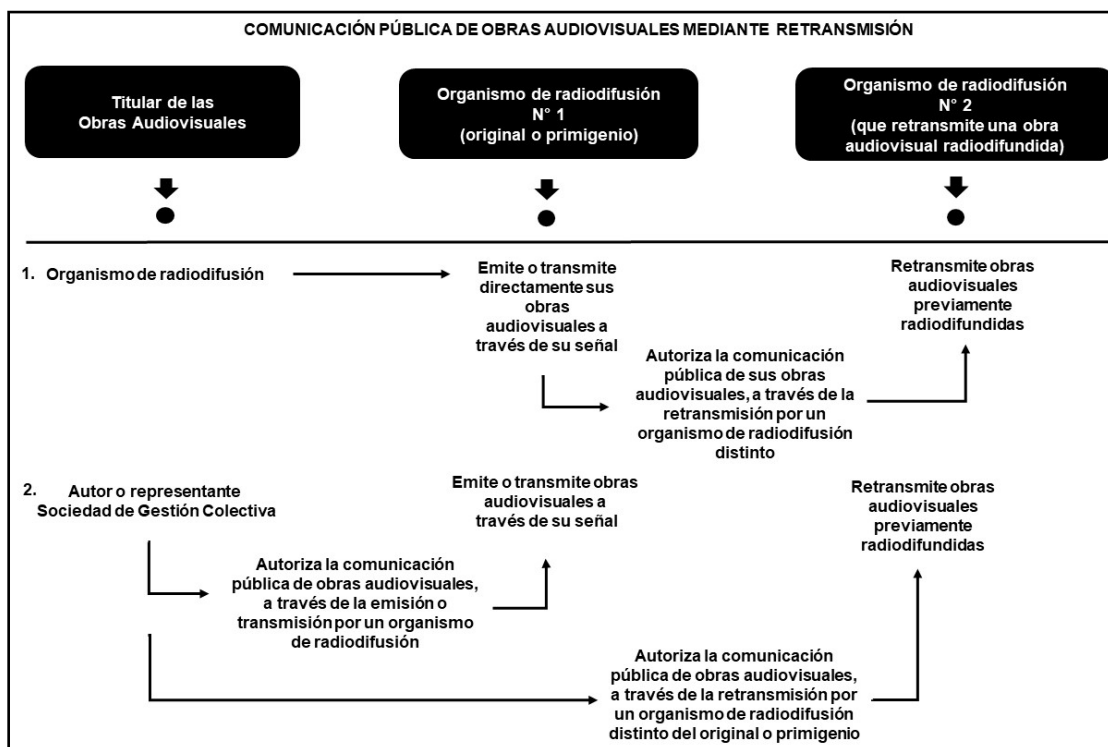 COMUNICACIÓN PÚBLICA DE OBRAS AUDIOVISUALES MEDIANTE RETRANSMISIÓN
Titular de las
Obras Audiovisuales
Organismo de radiodifusión
N° 1
(original o primigenio)
Organismo de radiodifusión
N° 2
(que retransmite una obra
audiovisual radiodifundida)
1. Organismo de radiodifusión
Emite o transmite
directamente sus
obras
audiovisuales a
través de su señal
Autoriza la comunicación
pública de sus obras
audiovisuales, a través de la
retransmisión por un
organismo de radiodifusión
distinto
Retransmite obras
audiovisuales
previamente
radiodifundidas
2. Autor o representante
Sociedad de Gestión Colectiva
Autoriza la comunicación
pública de obras audiovisuales,
a través de la emisión o
transmisión por un organismo
de radiodifusión
Emite o transmite obras
audiovisuales a
través de su señal
Autoriza la comunicación
pública de obras audiovisuales,
a través de la retransmisión por
un organismo de radiodifusión
distinto del original o primigenio
Retransmite obras
audiovisuales
previamente
radiodifundidas